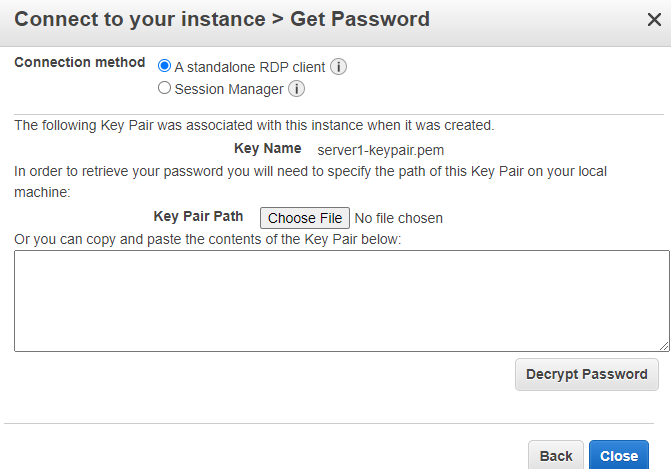 Connect to your instance > Get Password
Connection method A standalone RDP client i
Session Manager i
The following Key Pair was associated with this instance when it was created.
Key Name server1-keypair.pem
In order to retrieve your password you will need to specify the path of this Key Pair on your local
machine:
Key Pair Path Choose File No file chosen
Or you can copy and paste the contents of the Key Pair below:
Decrypt Password
Back Close